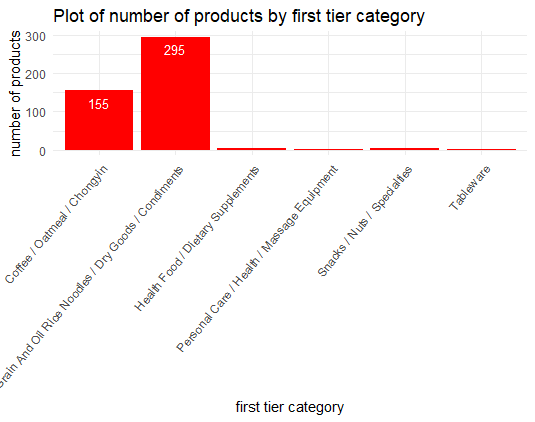 Plot of number of products by first tier category
number of products
300
200
100
0
155
295
Coffee / Oatmeal / ChongyIn
Grain And Oil Rice Noodles / Dry Goods / Condiments
Health Food / Dietary Supplements
Personal Care / Health / Massage Equipment
Snacks / Nuts / Specialties
Tableware
first tier category